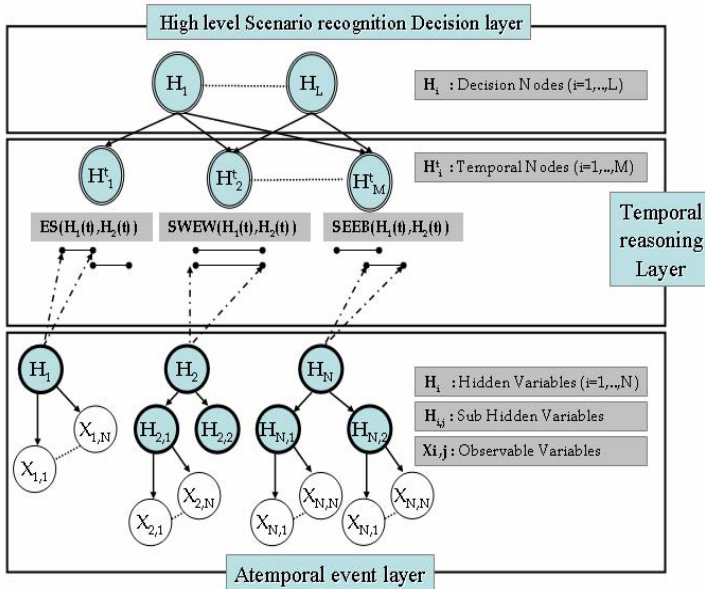 High level Scenario recognition Decision layer
H1
HL
Hi : Decision Nodes (i=1,..,L)
Ht1
Ht2
HtM
Hti : Temporal Nodes (i=1,..,M)
ES(H1(t),H2(t))
SWEW(H1(t),H2(t))
SEEB(H1(t),H2(t))
Temporal
reasoning
Layer
H1
H2
HN
Hi : Hidden Variables (i=1,..,N)
H2,1
H2,2
HN,1
HN,2
Hi,j : Sub Hidden Variables
X1,N
X1,1
Xi,j : Observable Variables
X2,N
XN,N
XN,N
X2,1
XN,1
XN,1
Atemporal event layer